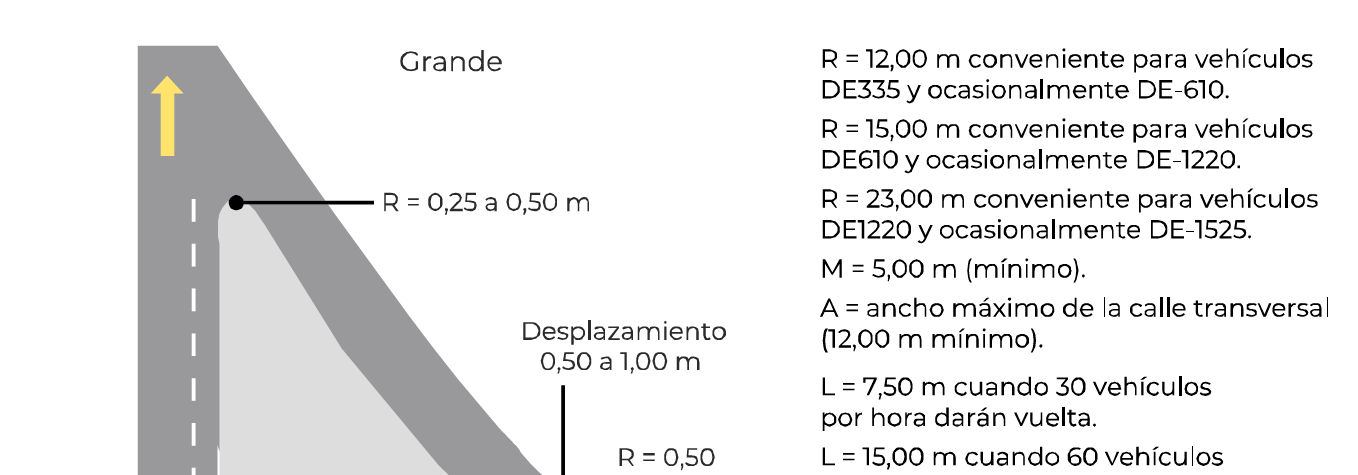 Grande
R = 0,25 a 0,50 m
Desplazamiento
0,50 a 1,00 m
R = 0,50
R = 12,00 m conveniente para vehículos
DE335 y ocasionalmente DE-610.
R = 15,00 m conveniente para vehículos
DE610 y ocasionalmente DE-1220.
R = 23,00 m conveniente para vehículos
DE1220 y ocasionalmente DE-1525.
M = 5,00 m (mínimo).
A = ancho máximo de la calle transversal
(12,00 m mínimo).
L = 7,50 m cuando 30 vehículos
por hora darán vuelta.
L = 15,00 m cuando 60 vehículos